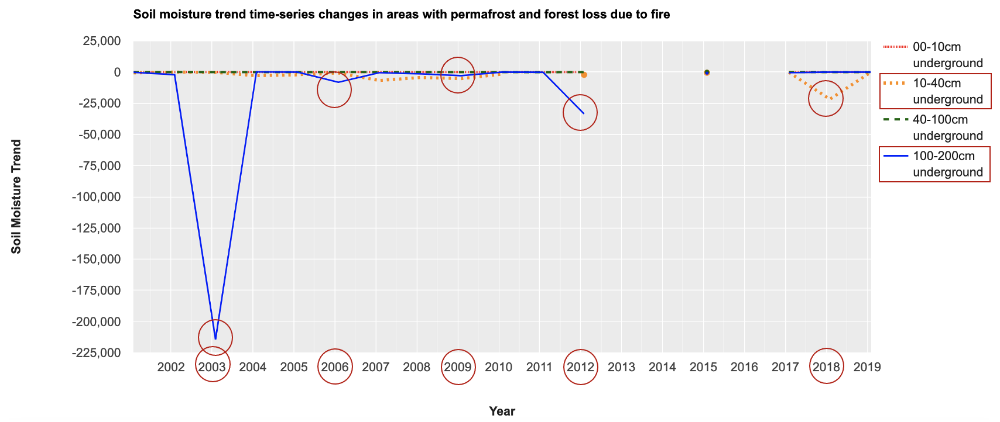 Soil moisture trend time-series changes in areas with permafrost and forest loss due to fire
25,000
0
-25,000
-50,000
-75,000
-100,000
-125,000
-150,000
-175,000
-200,000
-225,000
Soil Moisture Trend
2002 2003 2004 2005 2006 2007 2008 2009 2010 2011 2012 2013 2014 2015 2016 2017 2018 2019
Year
00-10cm
underground
10-40cm
underground
40-100cm
underground
100-200cm
underground